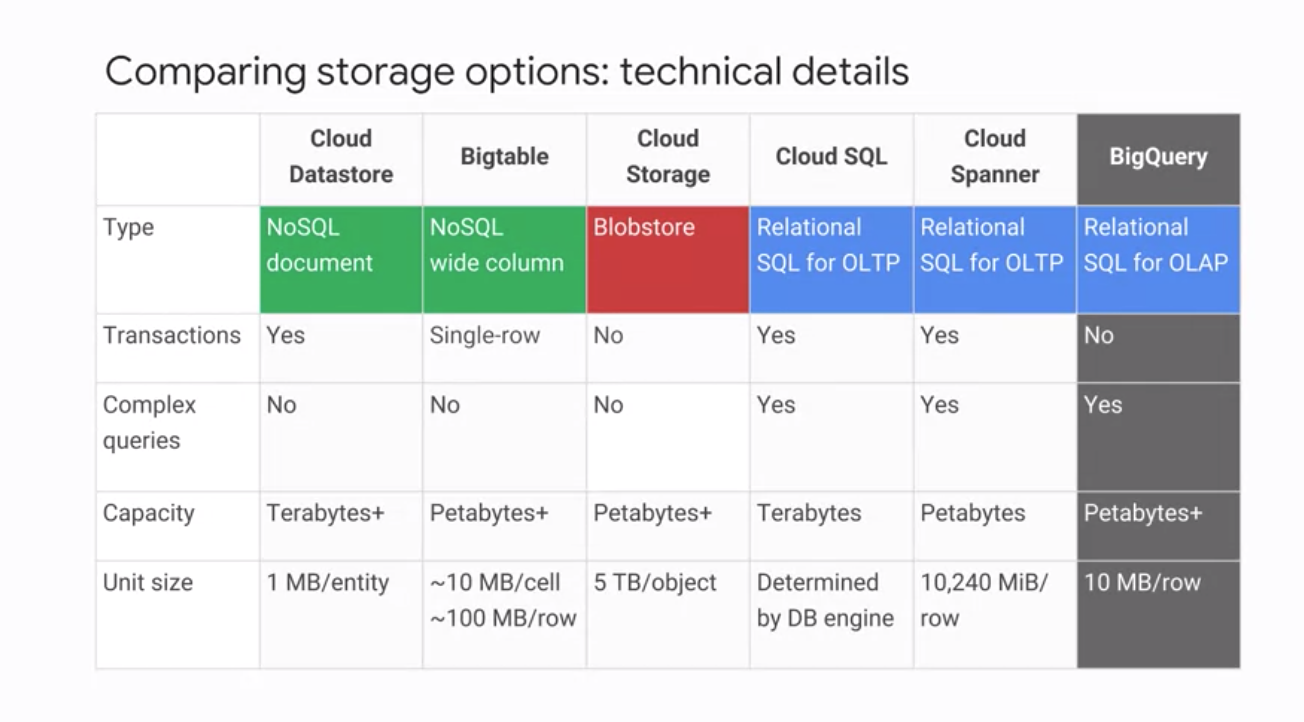 Comparing storage options: technical details
Cloud Datastore
Bigtable
Cloud Storage
Cloud SQL
Cloud Spanner
BigQuery
Type
NoSQL document
NoSQL wide column
Blobstore
Relational SQL for OLTP
Relational SQL for OLTP
Relational SQL for OLAP
Transactions
Yes
Single-row
No
Yes
Yes
No
Complex queries
No
No
No
Yes
Yes
Yes
Capacity
Terabytes+
Petabytes+
Petabytes+
Terabytes
Petabytes
Petabytes+
Unit size
1 MB/entity
~10 MB/cell
~100 MB/row
5 TB/object
Determined by DB engine
10,240 MiB/row
10 MB/row